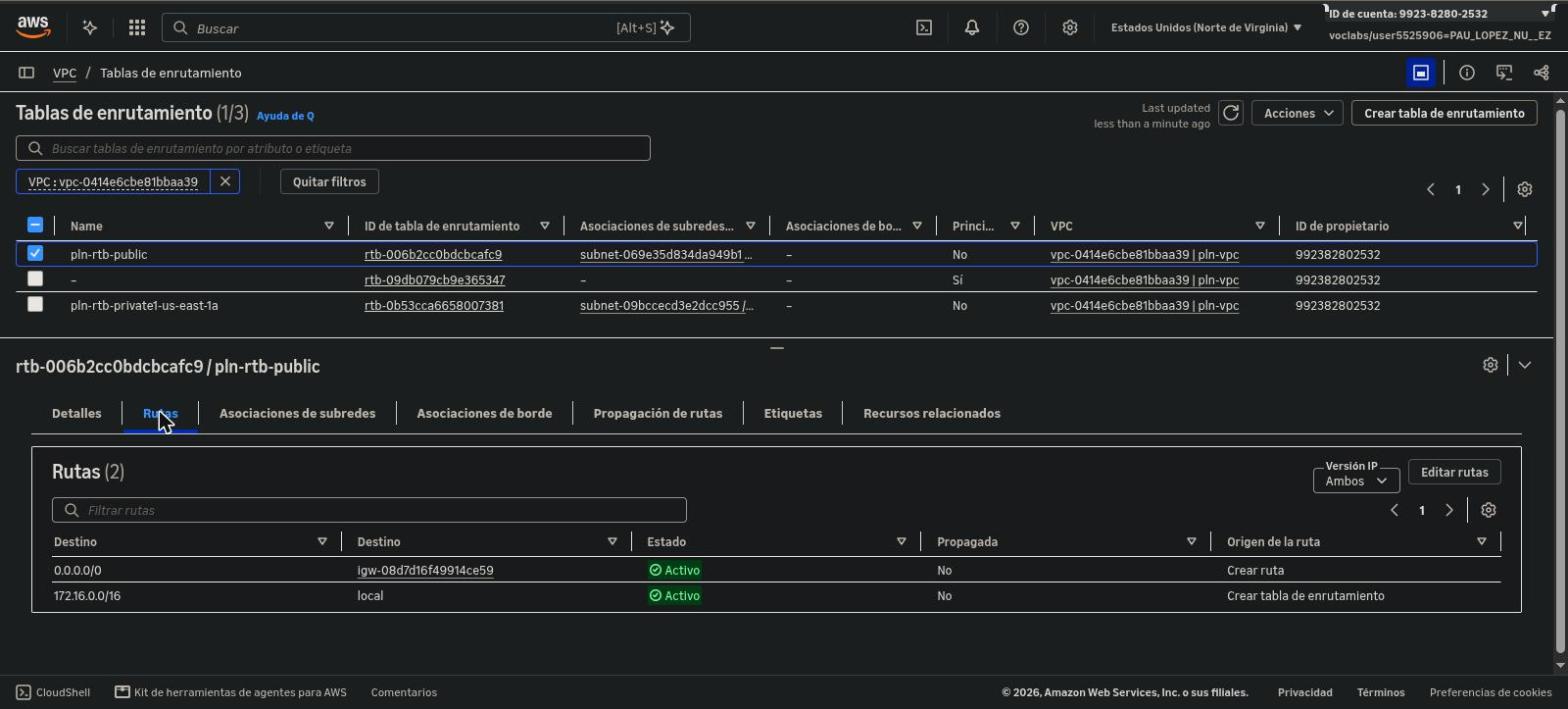 aws
Buscar [Alt+S]
Estados Unidos (Norte de Virginia)
ID de cuenta: 9923-8280-2532
voclabs/user5525906=PAU_LOPEZ_NU__EZ
VPC / Tablas de enrutamiento
Tablas de enrutamiento (1/3) Ayuda de Q
Last updated
less than a minute ago
Acciones
Crear tabla de enrutamiento
Buscar tablas de enrutamiento por atributo o etiqueta
VPC : vpc-0414e6cbe81bbaa39
Quitar filtros
1
Name ID de tabla de enrutamiento Asociaciones de subredes... Asociaciones de bo... Princi... VPC ID de propietario
pln-rtb-public rtb-006b2cc0bdcbcafc9 subnet-069e35d834da949b1 ... – No vpc-0414e6cbe81bbaa39 | pln-vpc 992382802532
– rtb-09db079cb9e365347 – – Sí vpc-0414e6cbe81bbaa39 | pln-vpc 992382802532
pln-rtb-private1-us-east-1a rtb-0b53cca6658007381 subnet-09bccecd3e2dcc955 /... – No vpc-0414e6cbe81bbaa39 | pln-vpc 992382802532
rtb-006b2cc0bdcbcafc9 / pln-rtb-public
Detalles Rutas Asociaciones de subredes Asociaciones de borde Propagación de rutas Etiquetas Recursos relacionados
Rutas (2)
Versión IP
Ambos
Editar rutas
Filtrar rutas
1
Destino Destino Estado Propagada Origen de la ruta
0.0.0.0/0 igw-08d7d16f49914ce59 Activo No Crear ruta
172.16.0.0/16 local Activo No Crear tabla de enrutamiento
CloudShell Kit de herramientas de agentes para AWS Comentarios © 2026, Amazon Web Services, Inc. o sus filiales. Privacidad Términos Preferencias de cookies